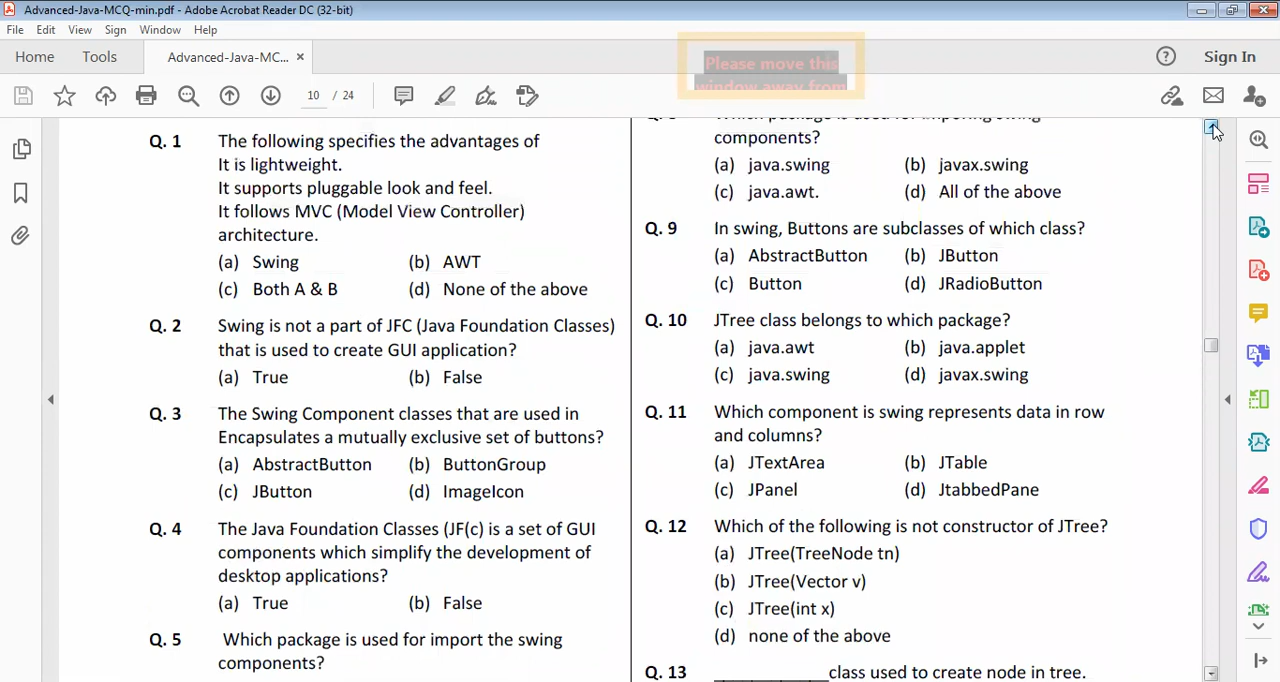 Advanced-Java-MCQ-min.pdf - Adobe Acrobat Reader DC (32-bit)
File Edit View Sign Window Help
Home Tools Advanced-Java-MC... × Sign In
Please move this
window away from
10 / 24
Q. 1 The following specifies the advantages of
It is lightweight.
It supports pluggable look and feel.
It follows MVC (Model View Controller)
architecture.
(a) Swing (b) AWT
(c) Both A & B (d) None of the above
Q. 2 Swing is not a part of JFC (Java Foundation Classes)
that is used to create GUI application?
(a) True (b) False
Q. 3 The Swing Component classes that are used in
Encapsulates a mutually exclusive set of buttons?
(a) AbstractButton (b) ButtonGroup
(c) JButton (d) ImageIcon
Q. 4 The Java Foundation Classes (JF(c) is a set of GUI
components which simplify the development of
desktop applications?
(a) True (b) False
Q. 5 Which package is used for import the swing
components?
components?
(a) java.swing (b) javax.swing
(c) java.awt. (d) All of the above
Q. 9 In swing, Buttons are subclasses of which class?
(a) AbstractButton (b) JButton
(c) Button (d) JRadioButton
Q. 10 JTree class belongs to which package?
(a) java.awt (b) java.applet
(c) java.swing (d) javax.swing
Q. 11 Which component is swing represents data in row
and columns?
(a) JTextArea (b) JTable
(c) JPanel (d) JtabbedPane
Q. 12 Which of the following is not constructor of JTree?
(a) JTree(TreeNode tn)
(b) JTree(Vector v)
(c) JTree(int x)
(d) none of the above
Q. 13 ____________class used to create node in tree.